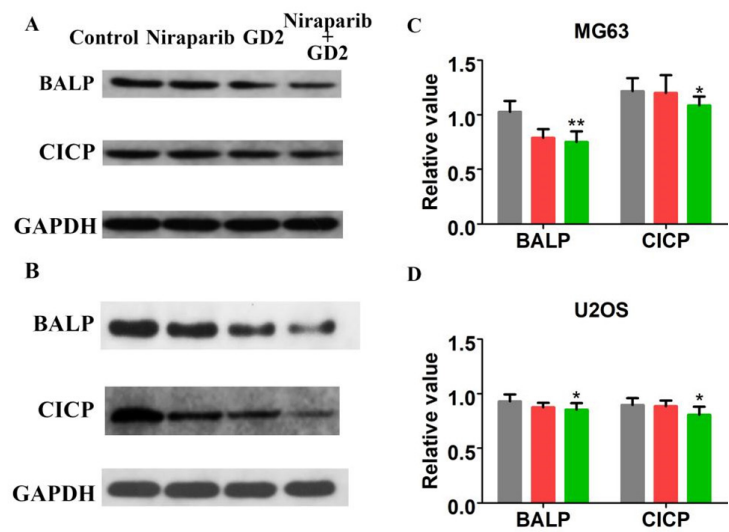 A
Control Niraparib GD2 Niraparib + GD2
BALP
CICP
GAPDH
B
BALP
CICP
GAPDH
C
MG63
Relative value
1.5
1.0
0.5
0.0
** *
BALP CICP
D
U2OS
Relative value
1.5
1.0
0.5
0.0
* *
BALP CICP